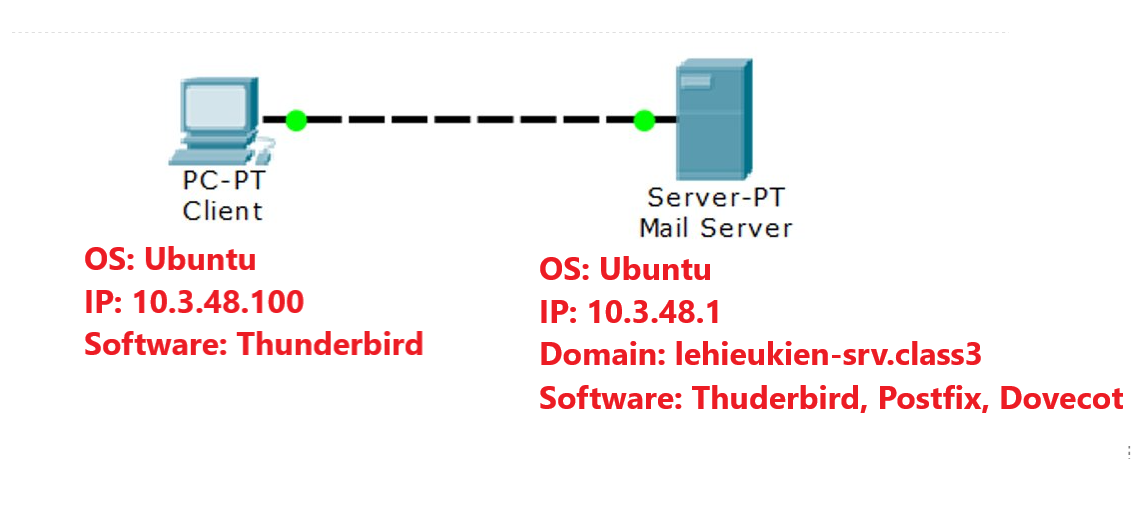 PC-PT
Client
OS: Ubuntu
IP: 10.3.48.100
Software: Thunderbird
Server-PT
Mail Server
OS: Ubuntu
IP: 10.3.48.1
Domain: lehieukien-srv.class3
Software: Thuderbird, Postfix, Dovecot